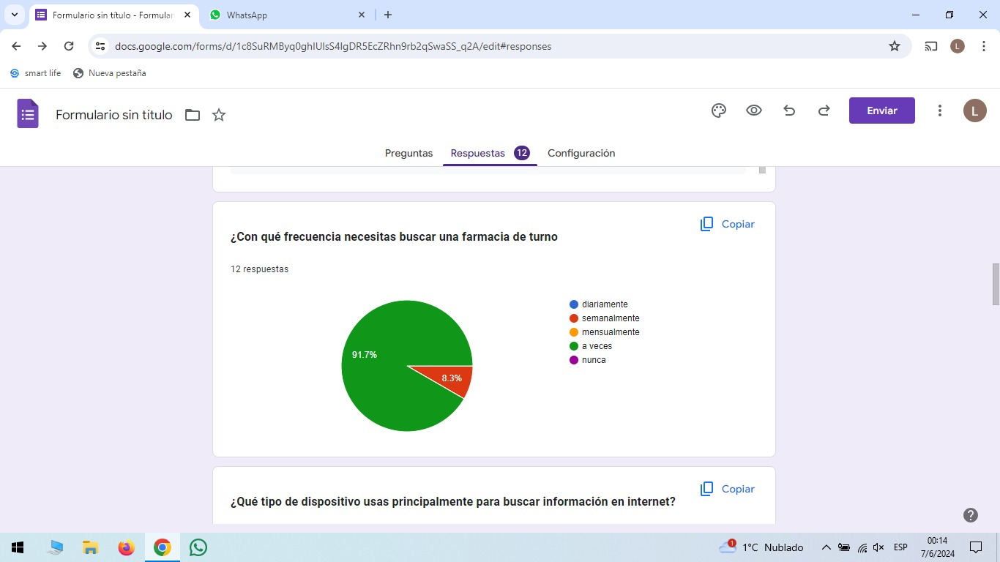 Formulario sin título - Formular
WhatsApp
docs.google.com/forms/d/1c8SuRMByq0ghlUlsS4lgDR5EcZRhn9rb2qSwaSS_q2A/edit#responses
L
smart life
Nueva pestaña
Formulario sin título
Enviar
L
Preguntas
Respuestas
12
Configuración
Copiar
¿Con qué frecuencia necesitas buscar una farmacia de turno
12 respuestas
diariamente
semanalmente
mensualmente
a veces
nunca
91.7%
8.3%
Copiar
¿Qué tipo de dispositivo usas principalmente para buscar información en internet?
1
1°C Nublado
ESP
00:14
7/6/2024